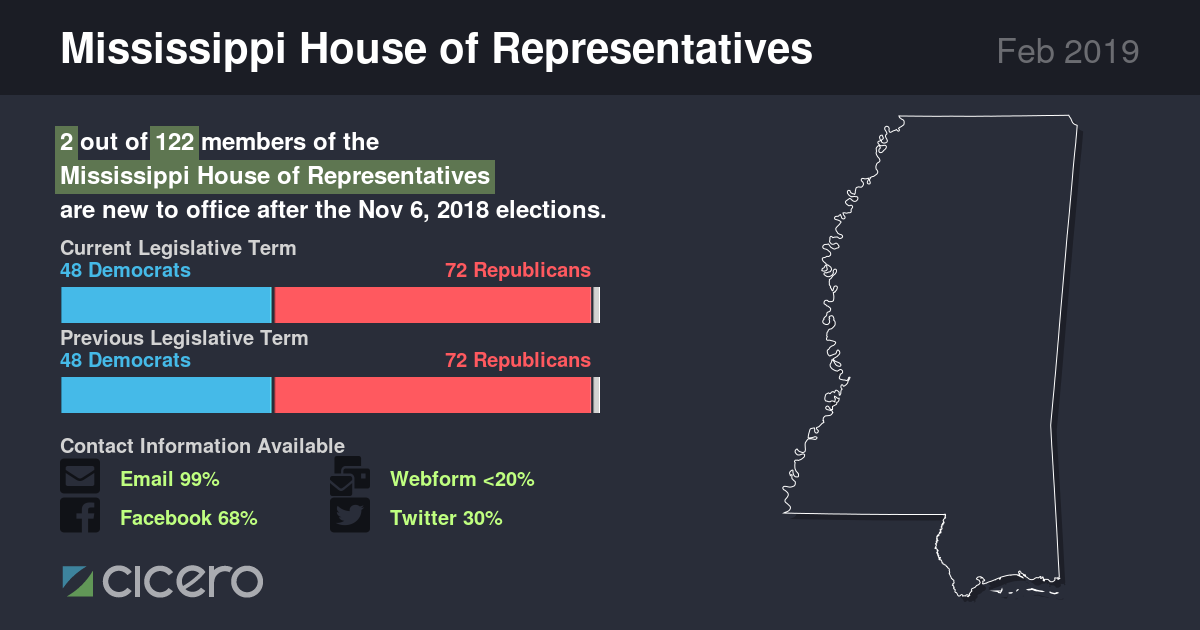 Mississippi House of Representatives
Feb 2019
2 out of 122 members of the
Mississippi House of Representatives
are new to office after the Nov 6, 2018 elections.
Current Legislative Term
48 Democrats 72 Republicans
Previous Legislative Term
48 Democrats 72 Republicans
Contact Information Available
Email 99% Webform <20%
Facebook 68% Twitter 30%
cicero